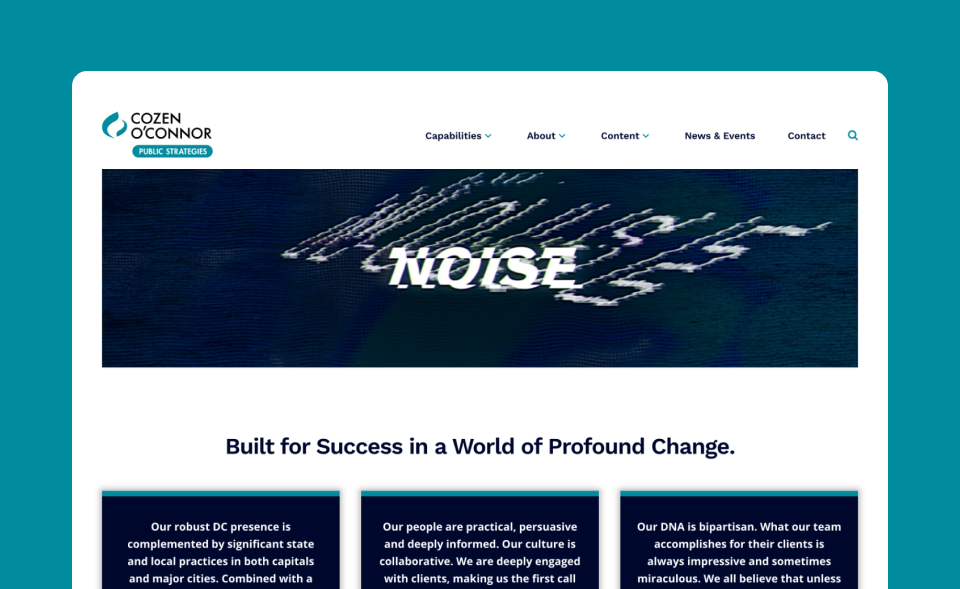 COZEN
O'CONNOR
PUBLIC STRATEGIES
Capabilities
About
Content
News & Events
Contact
NOISE
Built for Success in a World of Profound Change.
Our robust DC presence is
complemented by significant state
and local practices in both capitals
and major cities. Combined with a
Our people are practical, persuasive
and deeply informed. Our culture is
collaborative. We are deeply engaged
with clients, making us the first call
Our DNA is bipartisan. What our team
accomplishes for their clients is
always impressive and sometimes
miraculous. We all believe that unless